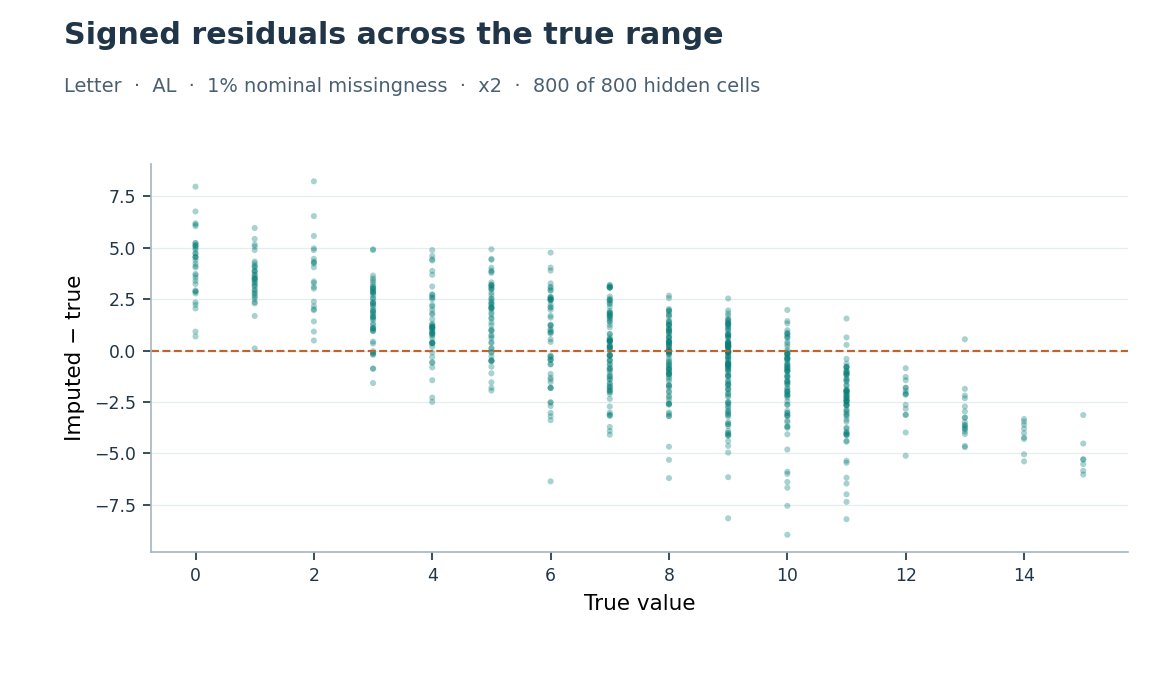 Signed residuals across the true range
Letter · AL · 1% nominal missingness · x2 · 800 of 800 hidden cells
Imputed − true
7.5
5.0
2.5
0.0
−2.5
−5.0
−7.5
0 2 4 6 8 10 12 14
True value